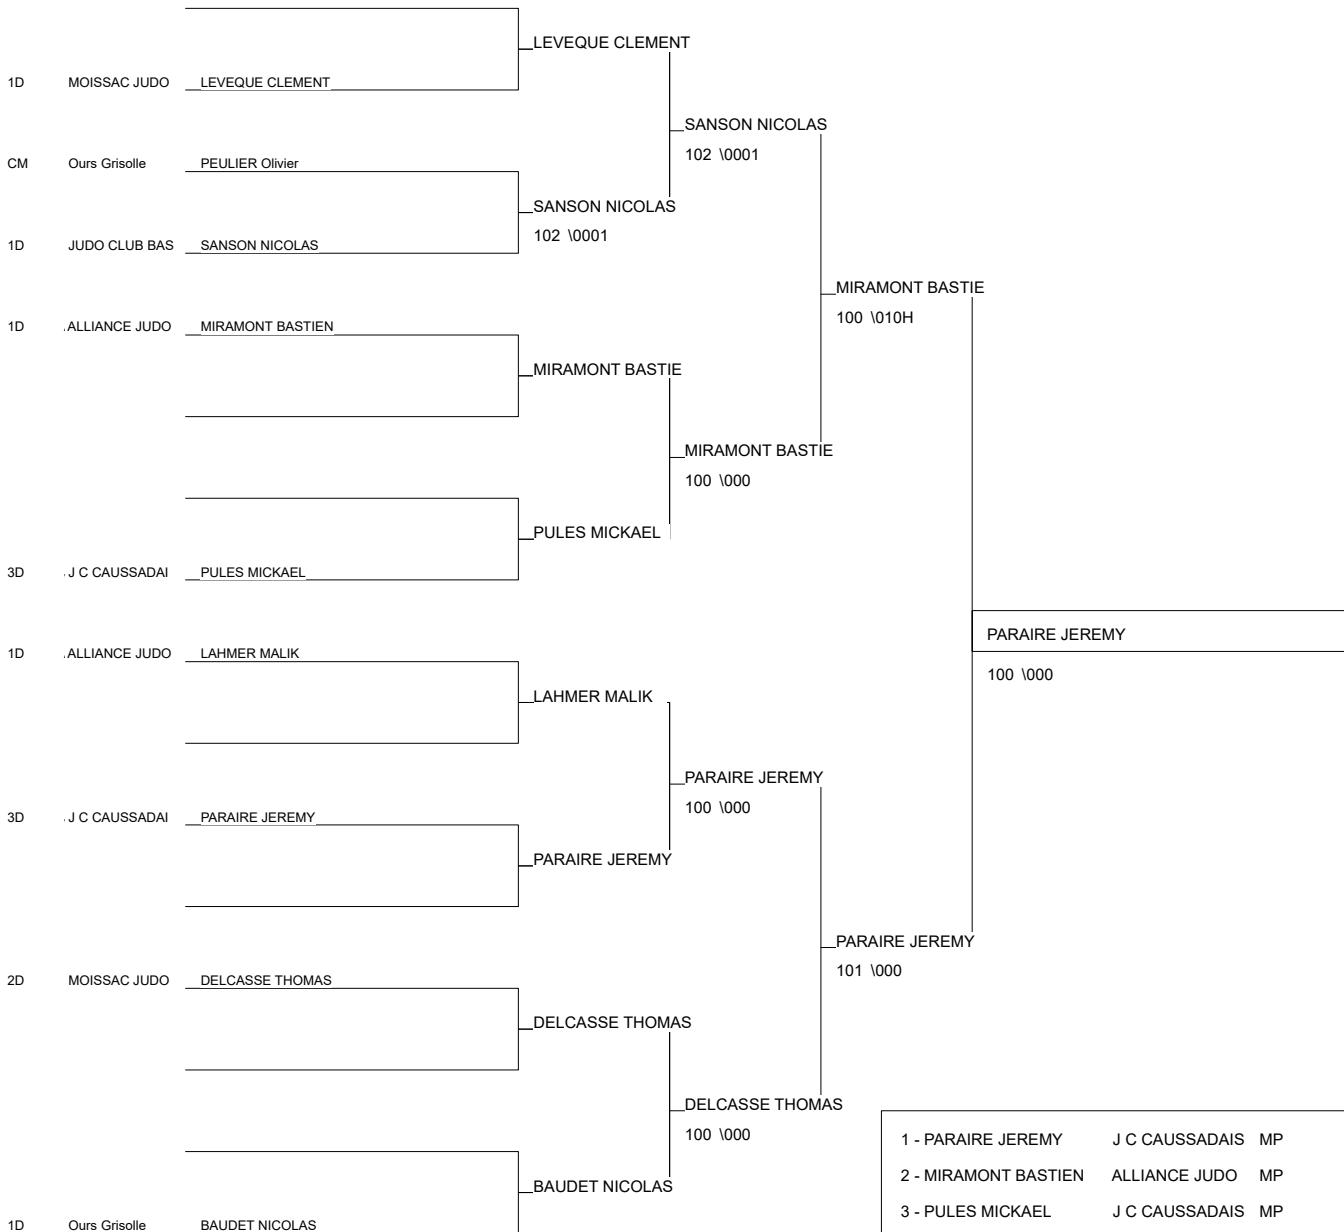 LEVEQUE CLEMENT
1D MOISSAC JUDO LEVEQUE CLEMENT
SANSON NICOLAS
102 \0001
CM Ours Grisolle PEULIER Olivier
SANSON NICOLAS
102 \0001
1D JUDO CLUB BAS SANSON NICOLAS
MIRAMONT BASTIE
100 \010H
1D ALLIANCE JUDO MIRAMONT BASTIEN
MIRAMONT BASTIE
MIRAMONT BASTIE
100 \000
PULES MICKAEL
3D J C CAUSSADAI PULES MICKAEL
PARAIRE JEREMY
100 \000
1D ALLIANCE JUDO LAHMER MALIK
LAHMER MALIK
PARAIRE JEREMY
100 \000
3D J C CAUSSADAI PARAIRE JEREMY
PARAIRE JEREMY
PARAIRE JEREMY
101 \000
2D MOISSAC JUDO DELCASSE THOMAS
DELCASSE THOMAS
DELCASSE THOMAS
100 \000
BAUDET NICOLAS
1D Ours Grisolle BAUDET NICOLAS
1 - PARAIRE JEREMY J C CAUSSADAIS MP
2 - MIRAMONT BASTIEN ALLIANCE JUDO MP
3 - PULES MICKAEL J C CAUSSADAIS MP